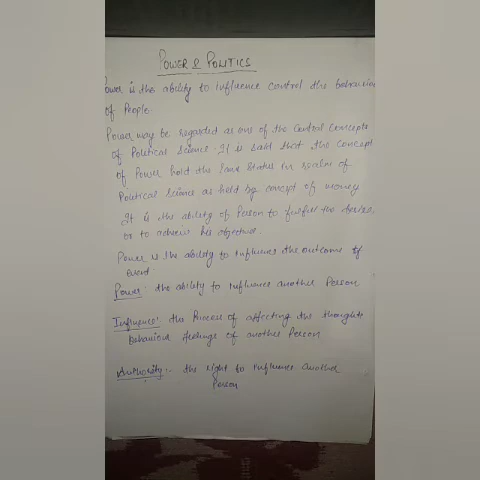 POWER & POLITICS
Power is the ability to influence control the behaviour
of People.
Power may be regarded as one of the Central Concepts
of Political Science. It is said that the concept
of Power hold the same status in realm of
Political Science as held by concept of money
It is the ability of Person to fulfill the desires
or to achieve his objectives.
Power is the ability to influence the outcome of
event
Power: the ability to influence another Person
Influence: the Process of affecting the thoughts
behaviour feelings of another Person
Authority:- the right to influence another
Person